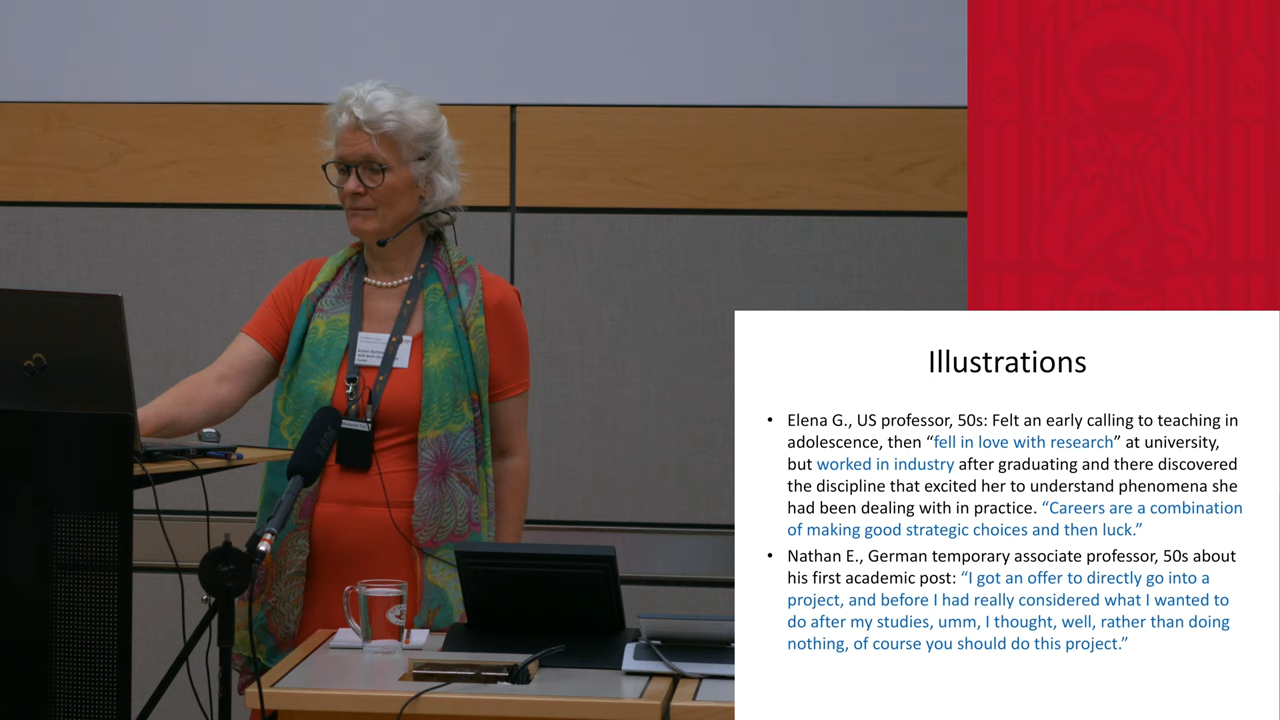 Illustrations
• Elena G., US professor, 50s: Felt an early calling to teaching in
adolescence, then “fell in love with research” at university,
but worked in industry after graduating and there discovered
the discipline that excited her to understand phenomena she
had been dealing with in practice. “Careers are a combination
of making good strategic choices and then luck.”
• Nathan E., German temporary associate professor, 50s about
his first academic post: “I got an offer to directly go into a
project, and before I had really considered what I wanted to
do after my studies, umm, I thought, well, rather than doing
nothing, of course you should do this project.”